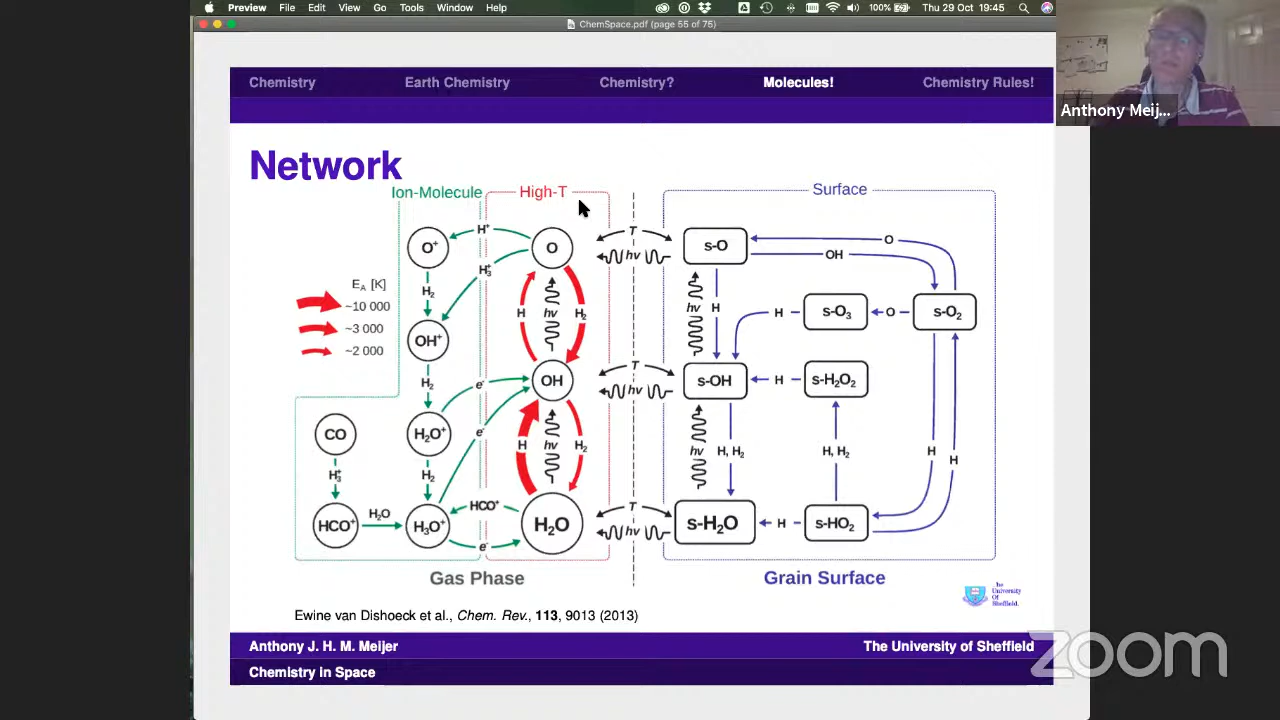 Preview File Edit View Go Tools Window Help 100% Thu 29 Oct 19:45
ChemSpace.pdf (page 55 of 75)
Chemistry Earth Chemistry Chemistry? Molecules! Chemistry Rules!
Anthony Meij...
Network
Ion-Molecule High-T Surface
O⁺ H⁺ O T hν s-O O OH
H₃⁺
Eₐ [K]
~10 000
~3 000
~2 000
H₂ H hν H₂ hν H H s-O₃ O s-O₂
OH⁺
H₂ e⁻ OH T hν s-OH H s-H₂O₂
CO H₂O⁺ e⁻ H hν H₂ hν H, H₂ H, H₂ H H
H₃⁺ H₂
HCO⁺ H₂O H₃O⁺ HCO⁺ e⁻ H₂O T hν s-H₂O H s-HO₂
Gas Phase Grain Surface
The
University
Of
Sheffield.
Ewine van Dishoeck et al., Chem. Rev., 113, 9013 (2013)
Anthony J. H. M. Meijer The University of Sheffield
Chemistry in Space
zoom